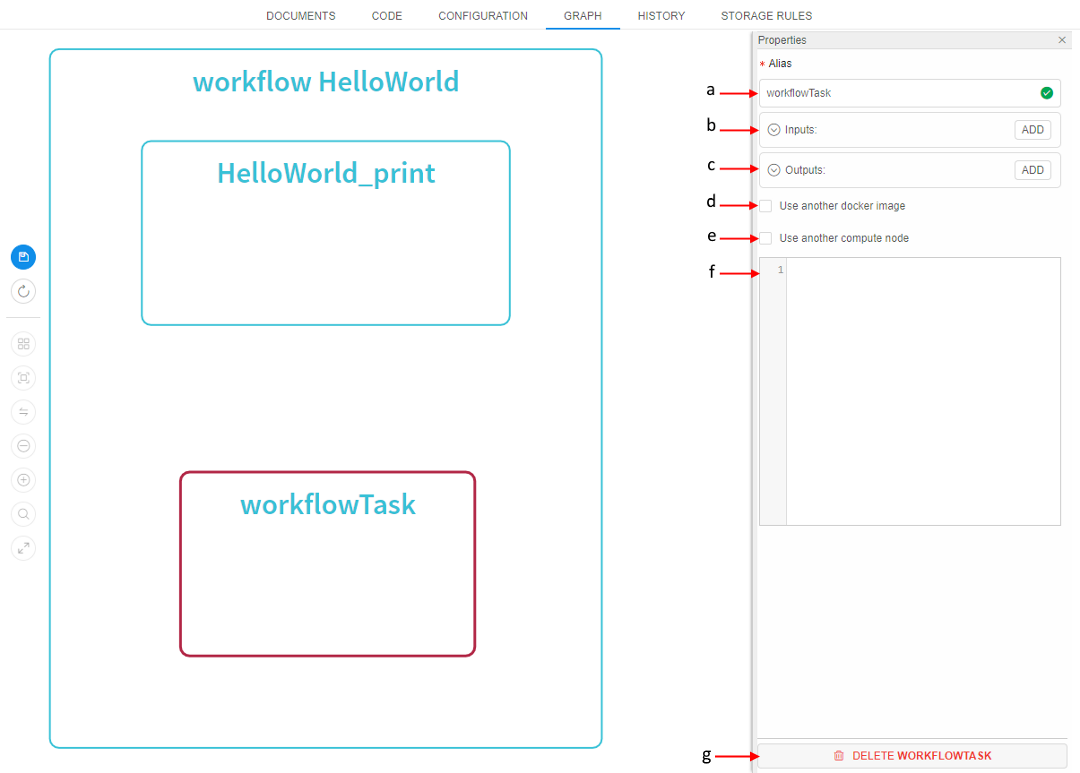 DOCUMENTS CODE CONFIGURATION GRAPH HISTORY STORAGE RULES
workflow HelloWorld
HelloWorld_print
workflowTask
Properties
* Alias
a workflowTask
b Inputs: ADD
c Outputs: ADD
d Use another docker image
e Use another compute node
f 1
g DELETE WORKFLOWTASK